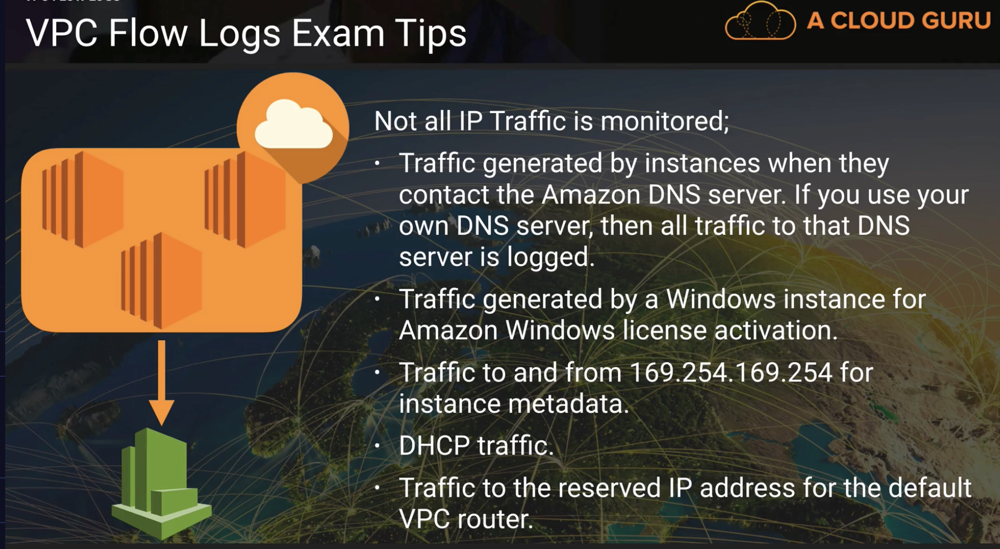 VPC Flow Logs Exam Tips
A CLOUD GURU
Not all IP Traffic is monitored;
• Traffic generated by instances when they
contact the Amazon DNS server. If you use your
own DNS server, then all traffic to that DNS
server is logged.
• Traffic generated by a Windows instance for
Amazon Windows license activation.
• Traffic to and from 169.254.169.254 for
instance metadata.
• DHCP traffic.
• Traffic to the reserved IP address for the default
VPC router.